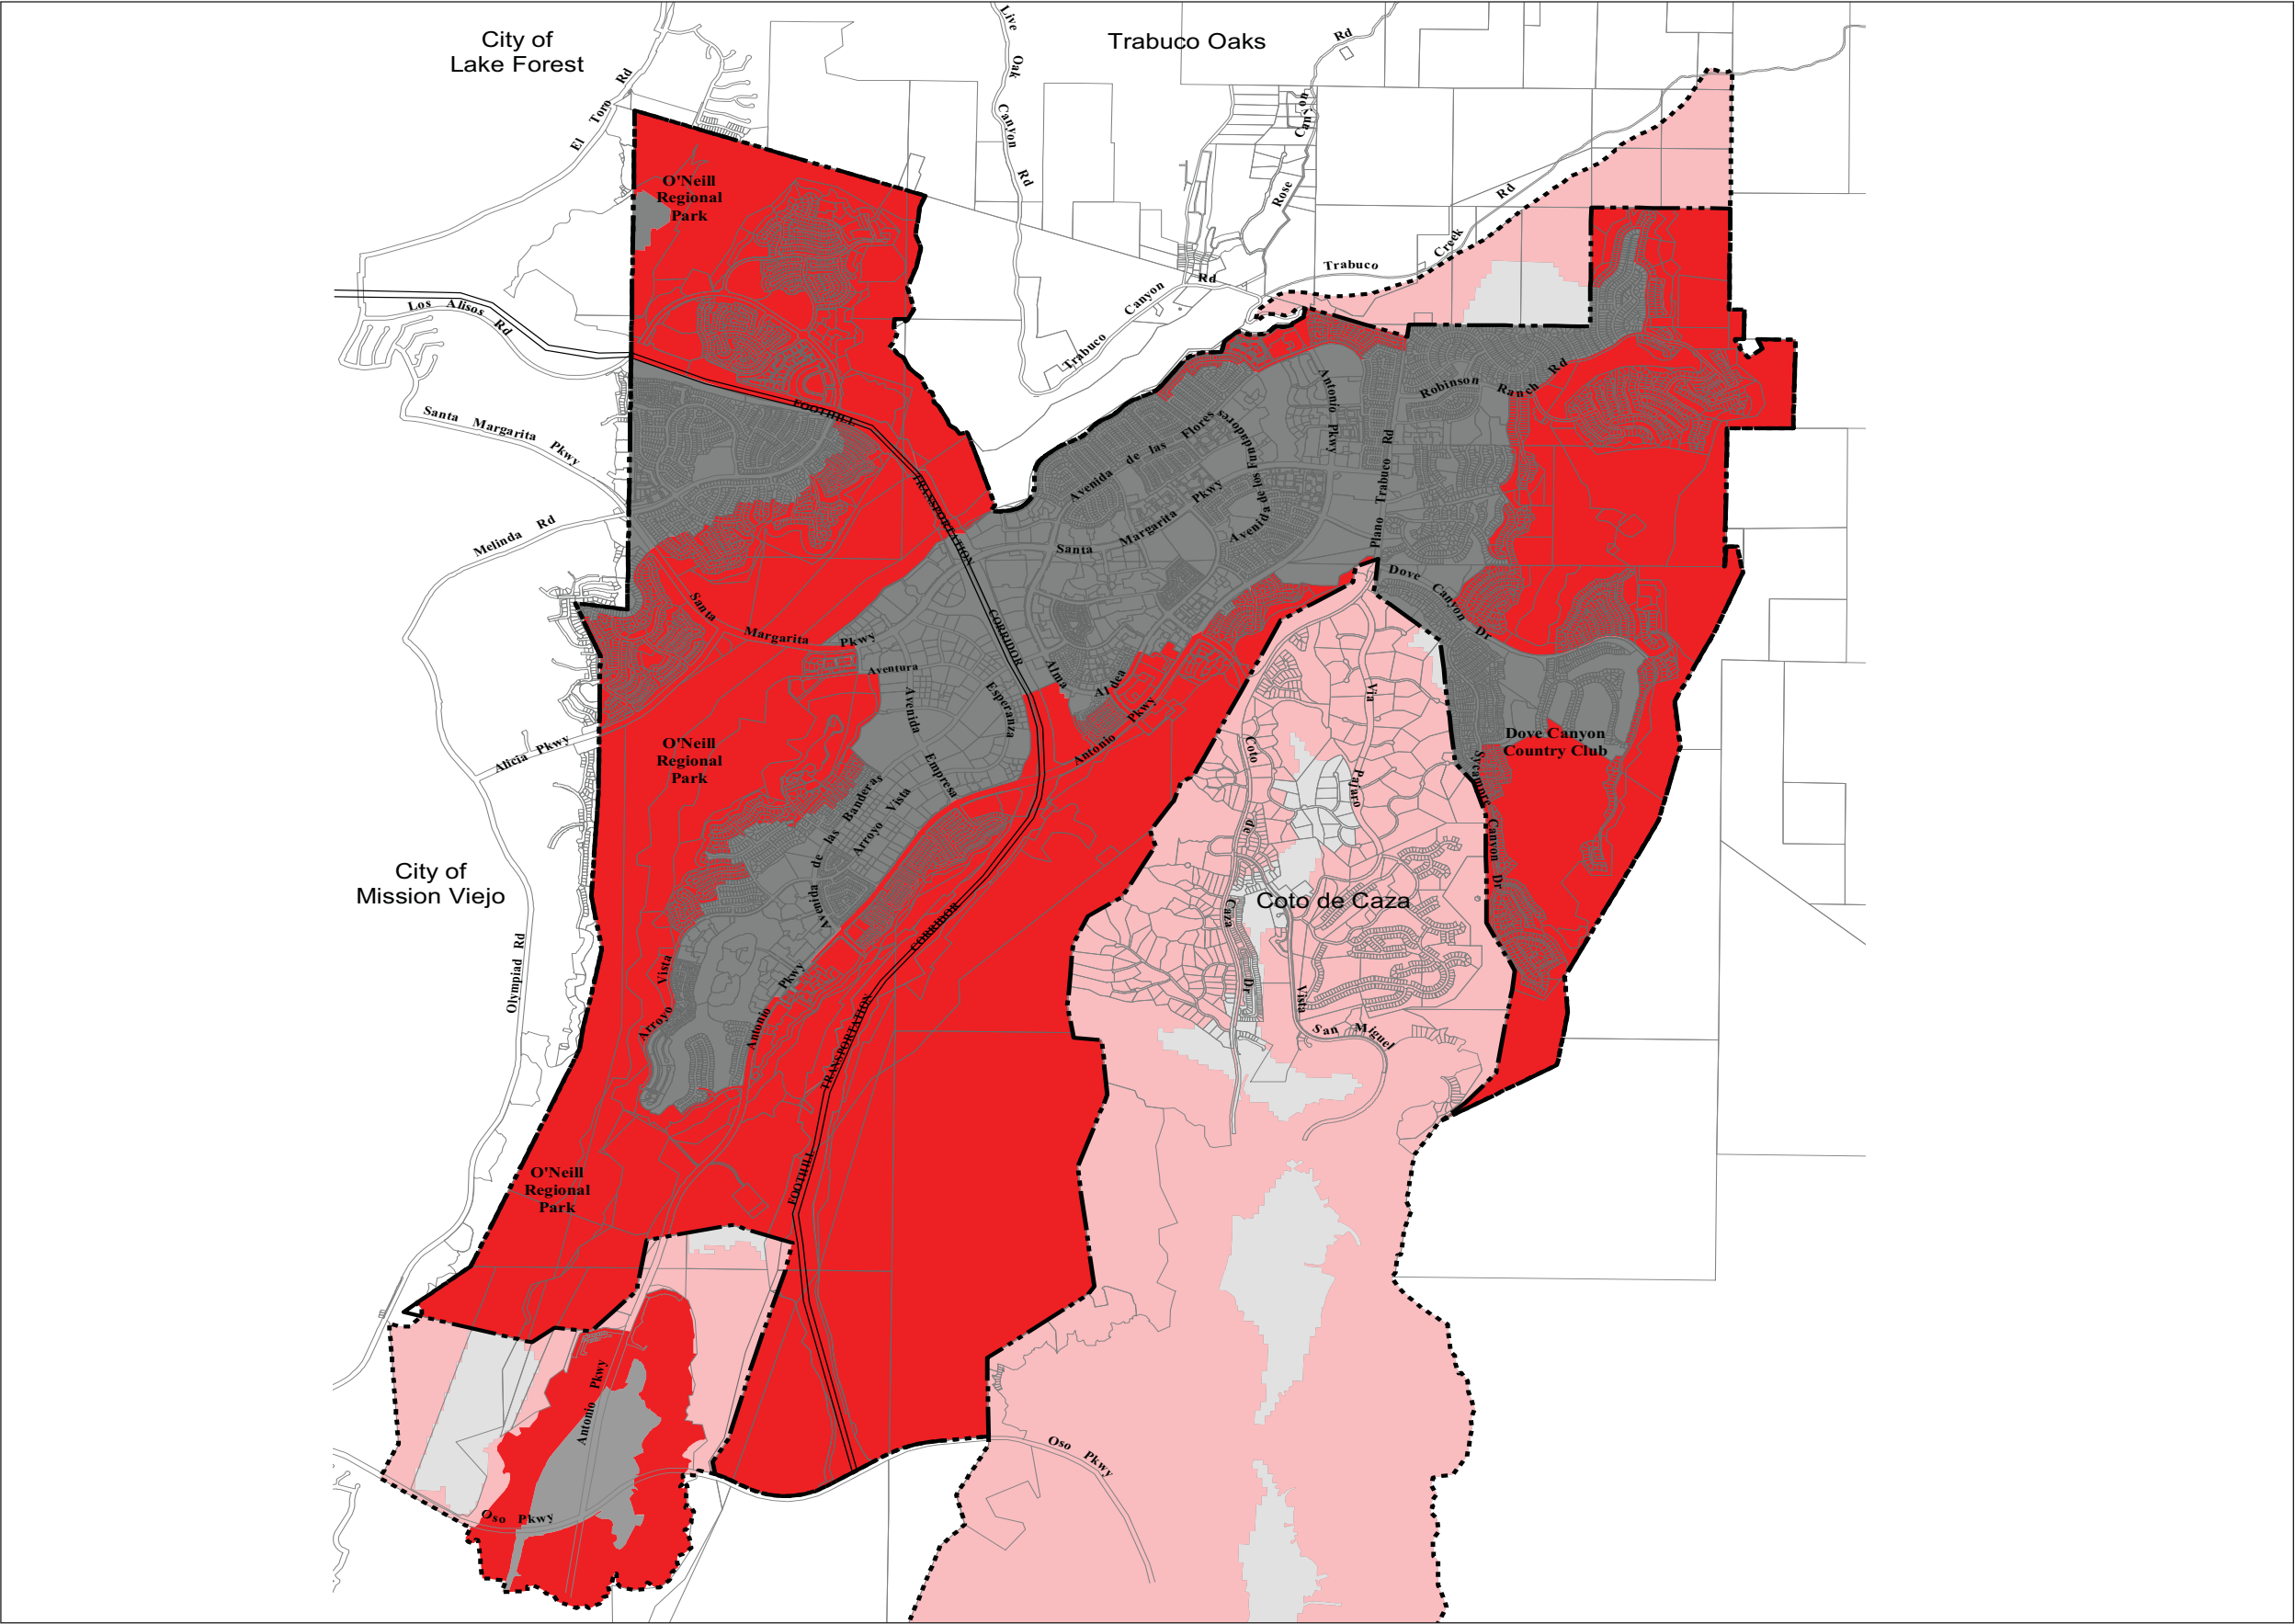 City of
Lake Forest
Trabuco Oaks
El Toro Rd
Live Oak Canyon Rd
Rd
Rose Canyon
O'Neill
Regional
Park
Trabuco Creek Rd
Trabuco Canyon Rd
Los Alisos Rd
Santa Margarita Pkwy
Melinda Rd
FOOTHILL TRANSPORTATION CORRIDOR
Avenida de las Flores
Avenida de los Fundadores
Antonio Pkwy
Robinson Ranch Rd
Plano Trabuco Rd
Santa Margarita Pkwy
Dove Canyon Dr
Santa Margarita Pkwy
Aventura
Avenida Empresa
Esperanza
Alma Aldea
Antonio Pkwy
Alicia Pkwy
O'Neill
Regional
Park
Avenida de las Banderas
Arroyo Vista
Via Pajaro
Dove Canyon
Country Club
Sycamore Canyon Dr
Coto de Caza Dr
Coto de Caza
City of
Mission Viejo
Olympiad Rd
Arroyo Vista
Antonio Pkwy
FOOTHILL TRANSPORTATION CORRIDOR
Vista San Miguel
O'Neill
Regional
Park
Antonio Pkwy
Oso Pkwy
Oso Pkwy